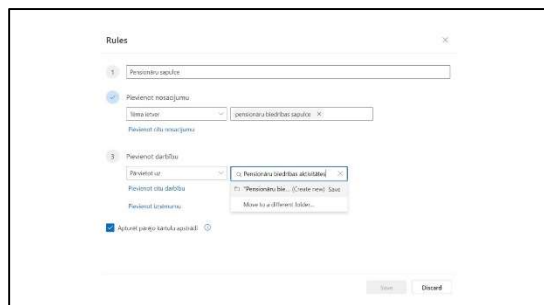 Rules
1
Pensionāru sapulce
Pievienot nosacījumu
Tēma ietver
pensionāru biedrības sapulce
Pievienot citu nosacījumu
3
Pievienot darbību
Pārvietot uz
Pensionāru biedrības aktivitātes
"Pensionāru bie... (Create new) Save
Pievienot citu darbību
Move to a different folder...
Pievienot izņēmumu
Apturēt pārējo kārtulu apstrādi
Save
Discard